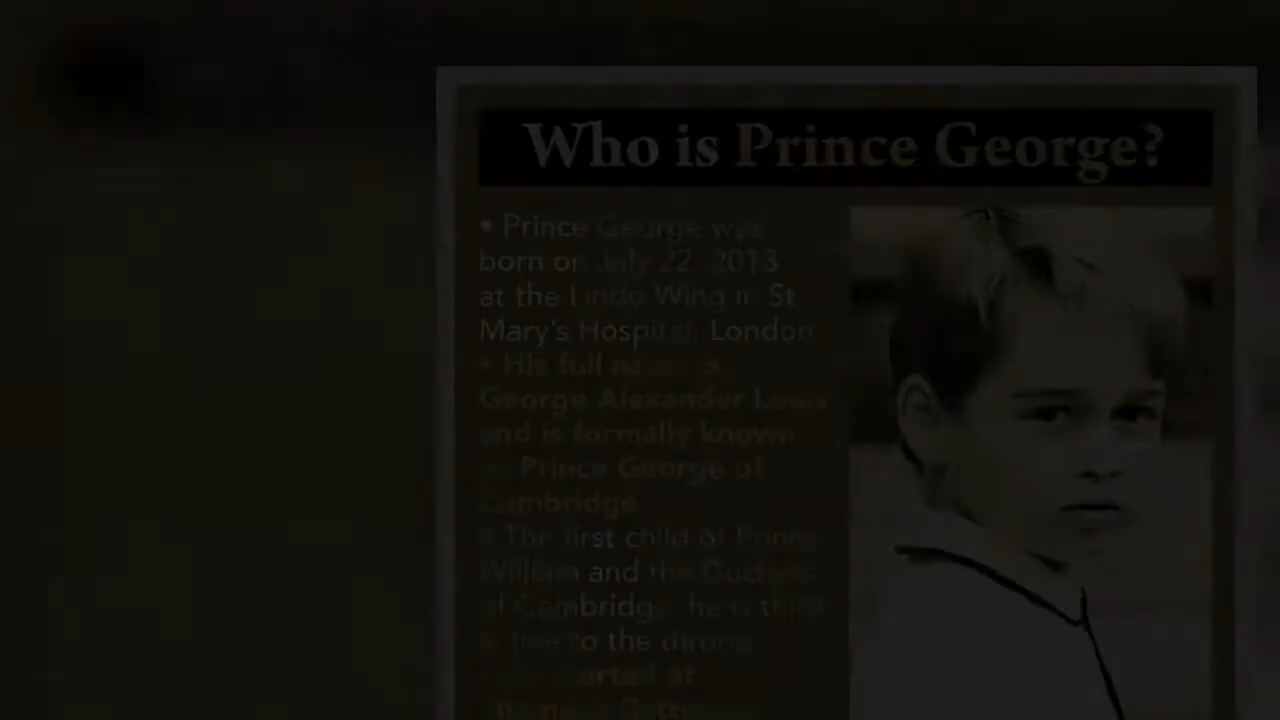 Who is Prince George?
• Prince George was
born on July 22 2013
at the Lindo Wing in St
Mary's Hospital, London
• His full name is
George Alexander Louis
and is formally known
as Prince George of
Cambridge
• The first child of Prince
William and the Duchess
of Cambridge, he is third
in line to the throne
started at